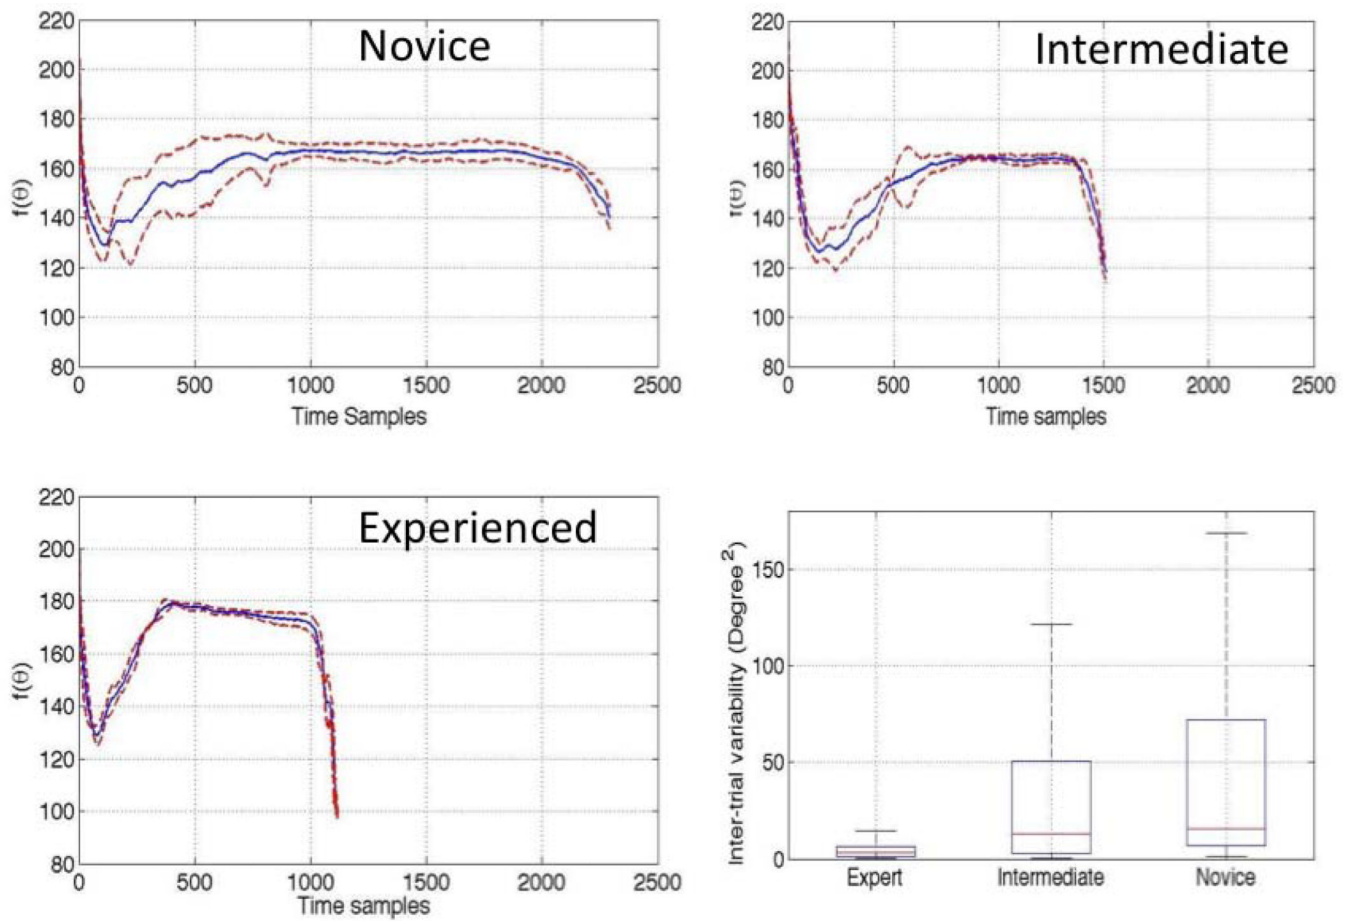 Novice
220
200
180
160
140
120
100
80
f(θ)
0 500 1000 1500 2000 2500
Time Samples
Intermediate
220
200
180
160
140
120
100
80
f(θ)
0 500 1000 1500 2000 2500
Time samples
Experienced
220
200
180
160
140
120
100
80
f(θ)
0 500 1000 1500 2000 2500
Time samples
Inter-trial variability (Degree²)
150
100
50
0
Expert Intermediate Novice